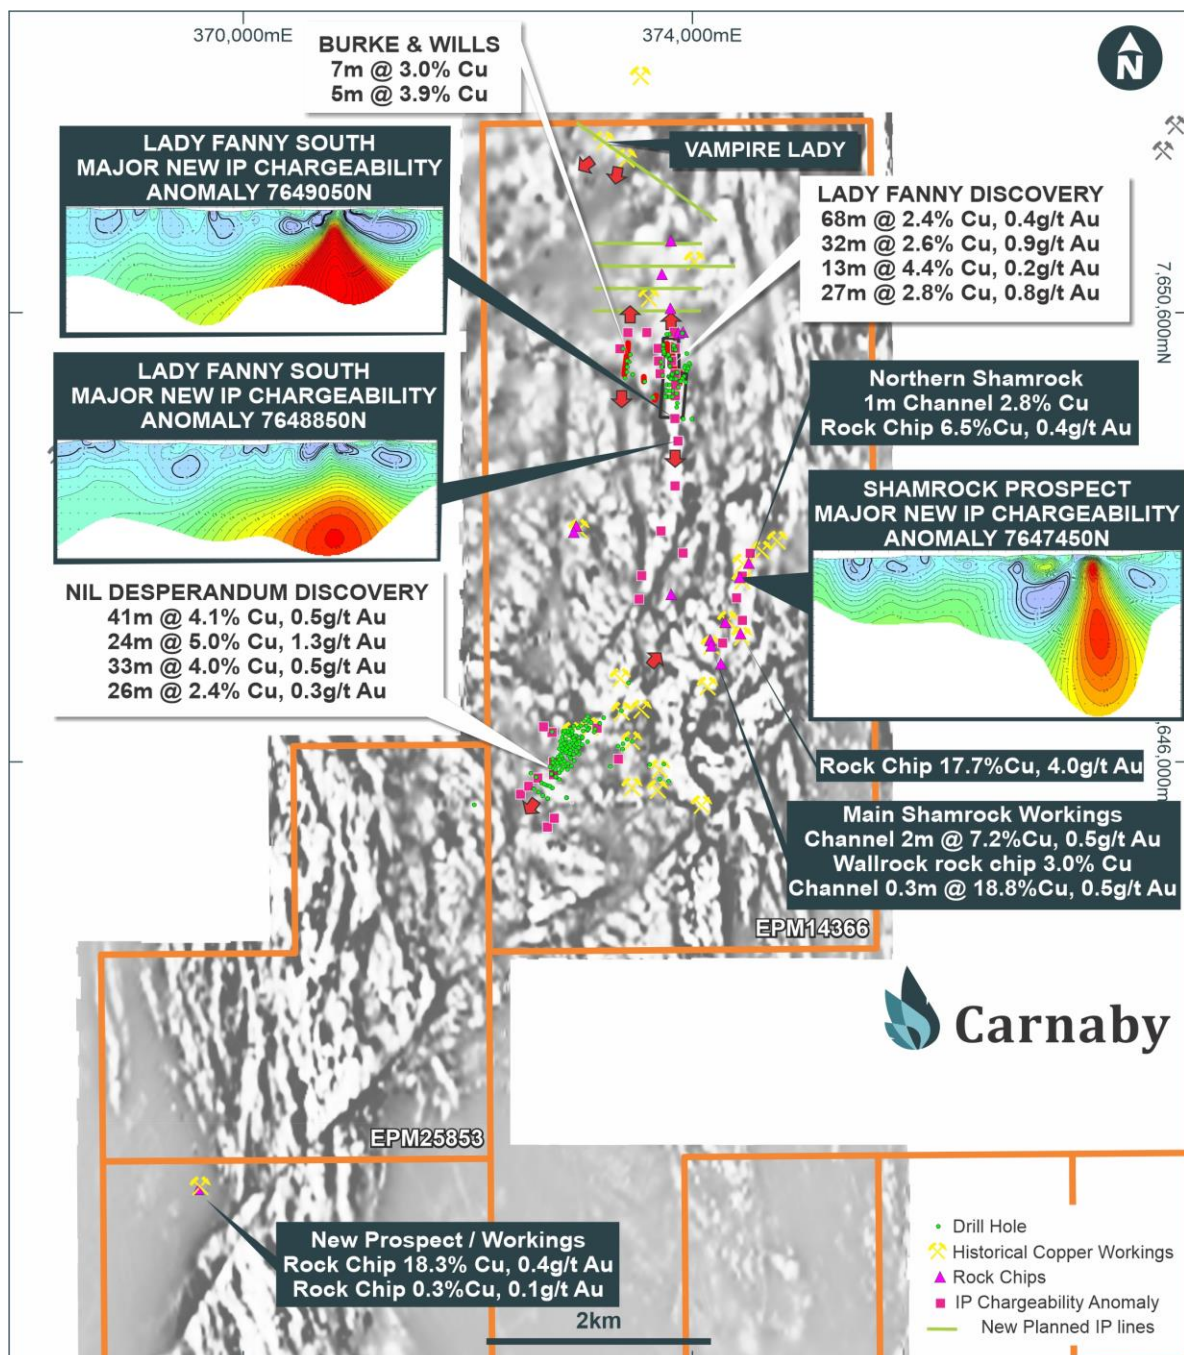 370,000mE
374,000mE
N
BURKE & WILLS
7m @ 3.0% Cu
5m @ 3.9% Cu
VAMPIRE LADY
LADY FANNY SOUTH
MAJOR NEW IP CHARGEABILITY
ANOMALY 7649050N
LADY FANNY DISCOVERY
68m @ 2.4% Cu, 0.4g/t Au
32m @ 2.6% Cu, 0.9g/t Au
13m @ 4.4% Cu, 0.2g/t Au
27m @ 2.8% Cu, 0.8g/t Au
7,650,600mN
LADY FANNY SOUTH
MAJOR NEW IP CHARGEABILITY
ANOMALY 7648850N
Northern Shamrock
1m Channel 2.8% Cu
Rock Chip 6.5%Cu, 0.4g/t Au
SHAMROCK PROSPECT
MAJOR NEW IP CHARGEABILITY
ANOMALY 7647450N
NIL DESPERANDUM DISCOVERY
41m @ 4.1% Cu, 0.5g/t Au
24m @ 5.0% Cu, 1.3g/t Au
33m @ 4.0% Cu, 0.5g/t Au
26m @ 2.4% Cu, 0.3g/t Au
Rock Chip 17.7%Cu, 4.0g/t Au
646,000m
Main Shamrock Workings
Channel 2m @ 7.2%Cu, 0.5g/t Au
Wallrock rock chip 3.0% Cu
Channel 0.3m @ 18.8%Cu, 0.5g/t Au
EPM14366
Carnaby
EPM25853
New Prospect / Workings
Rock Chip 18.3% Cu, 0.4g/t Au
Rock Chip 0.3%Cu, 0.1g/t Au
2km
Drill Hole
Historical Copper Workings
Rock Chips
IP Chargeability Anomaly
New Planned IP lines